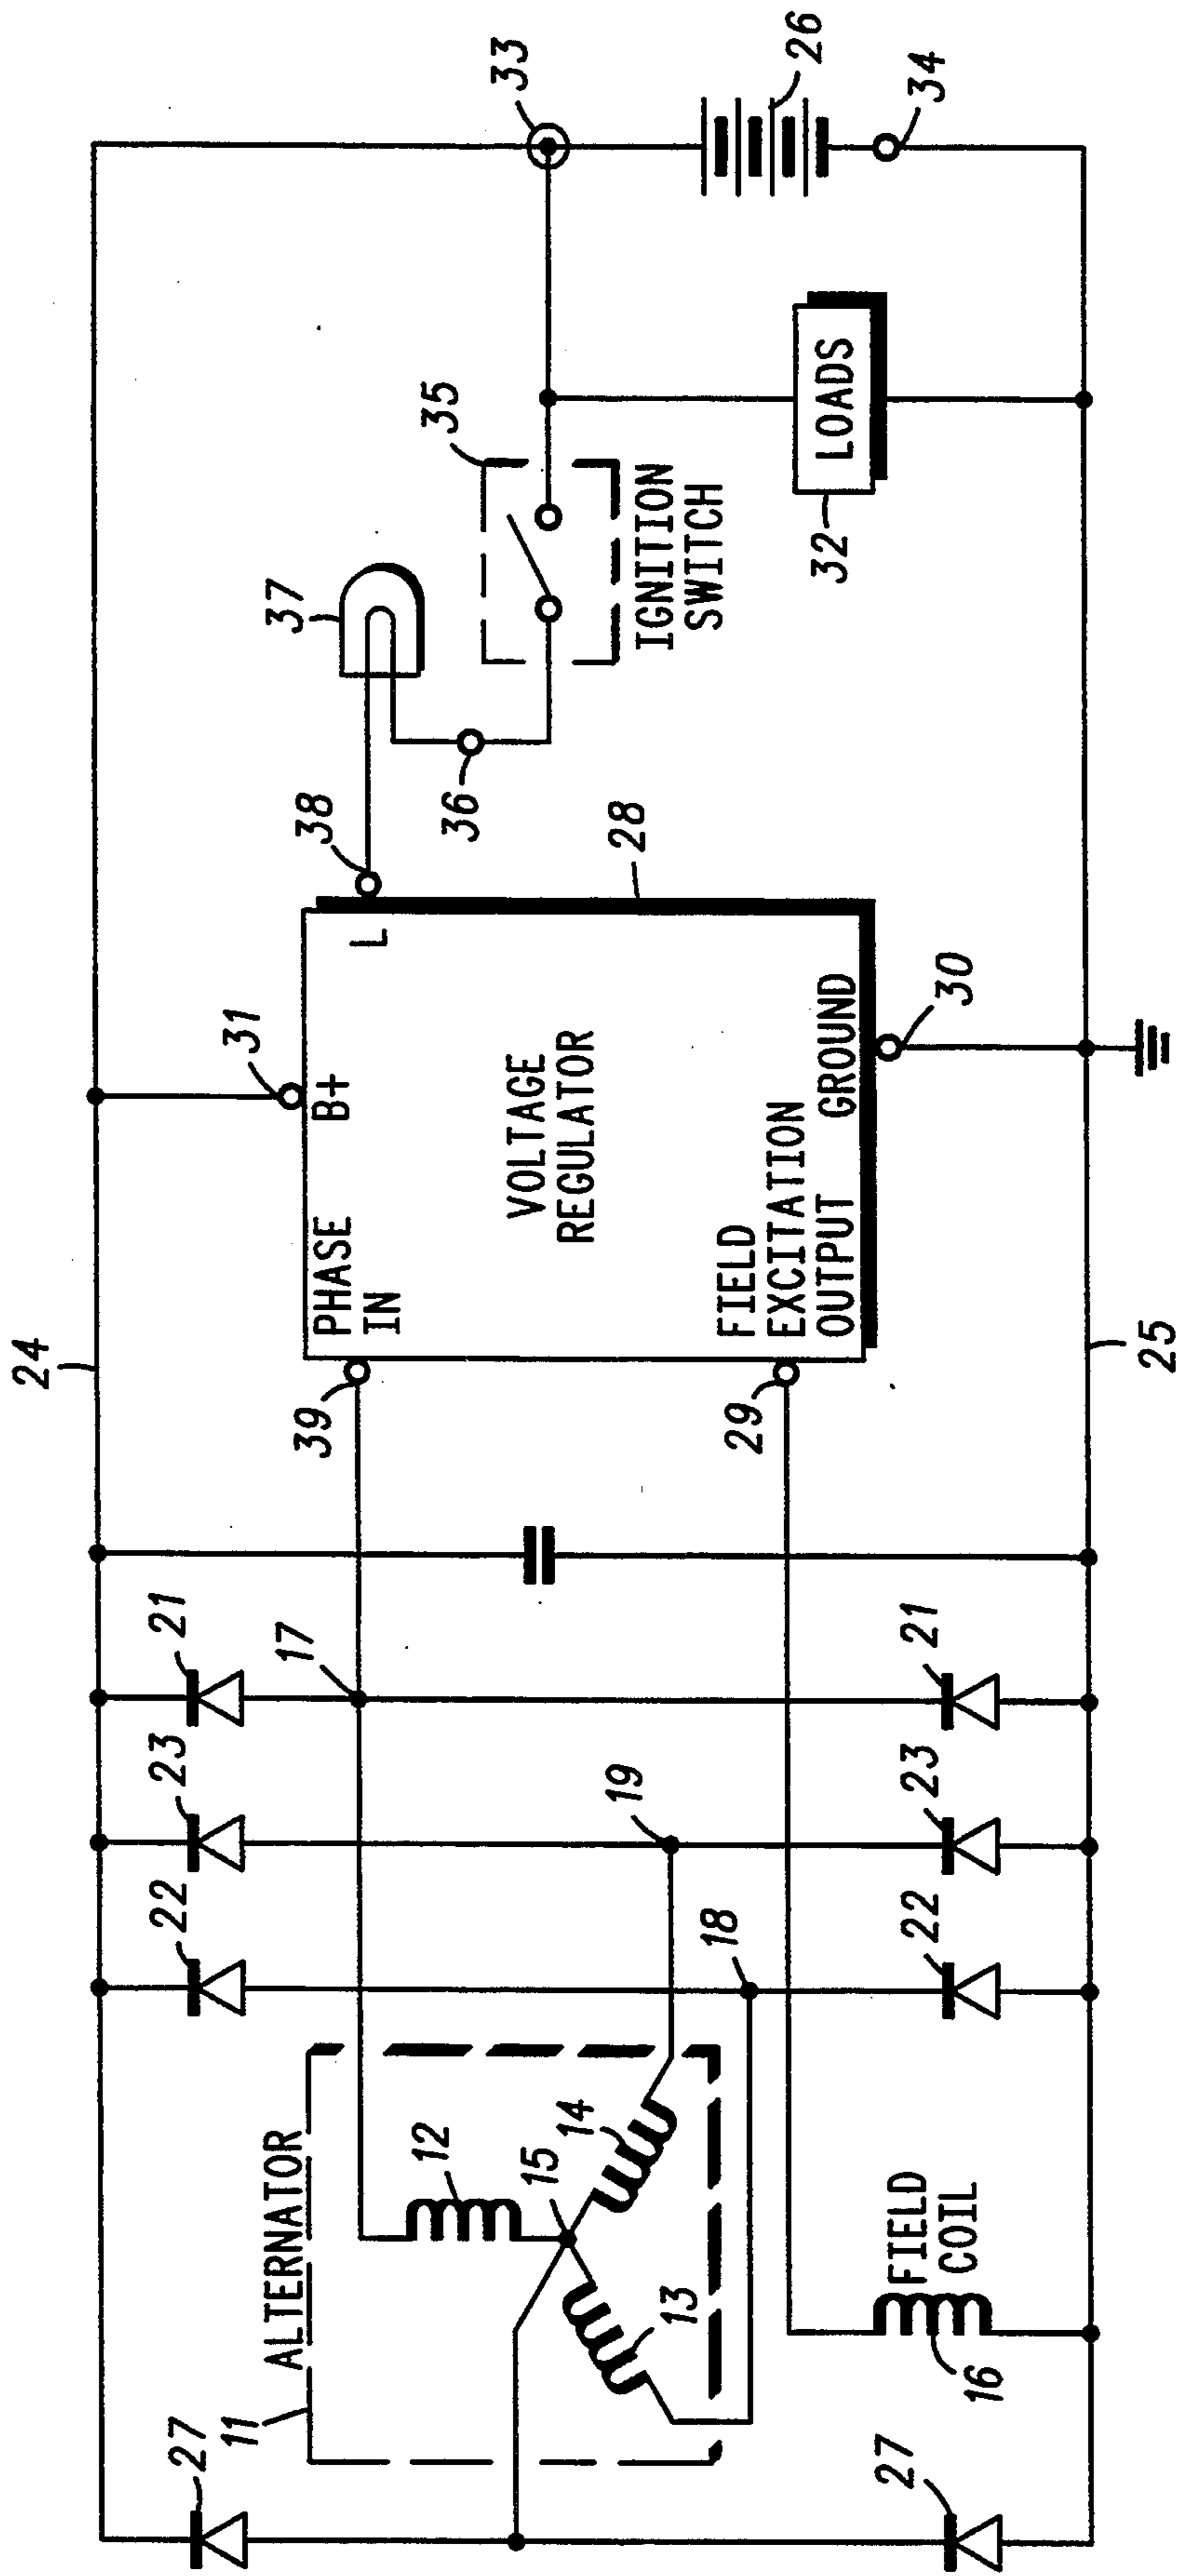 24
27
11
ALTERNATOR
12
15
14
13
22
23
21
17
19
18
FIELD
COIL
16
27
22
23
21
39
29
PHASE
IN
B+
31
L
38
VOLTAGE
REGULATOR
FIELD
EXCITATION
OUTPUT
GROUND
28
30
25
37
36
35
IGNITION
SWITCH
33
LOADS
32
26
34